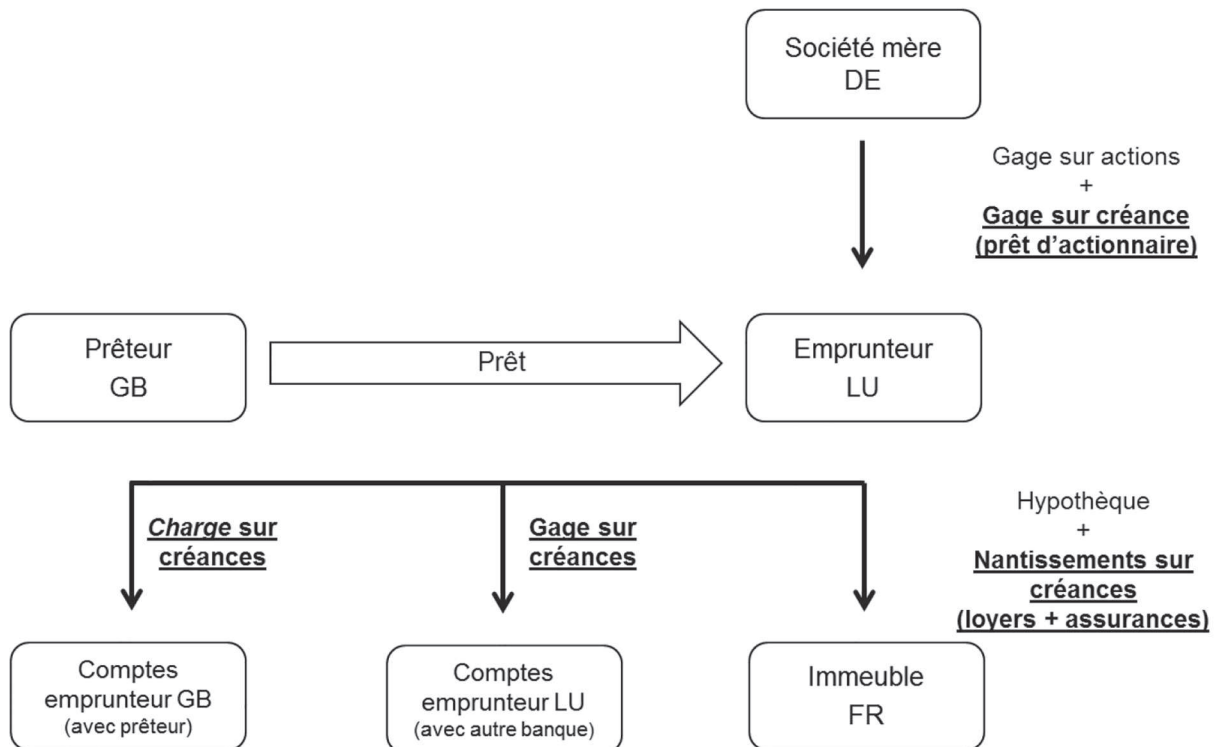 Société mère
DE
Gage sur actions
+
Gage sur créance
(prêt d'actionnaire)
Prêteur
GB
Prêt
Emprunteur
LU
Charge sur
créances
Gage sur
créances
Hypothèque
+
Nantissements sur
créances
(loyers + assurances)
Comptes
emprunteur GB
(avec prêteur)
Comptes
emprunteur LU
(avec autre banque)
Immeuble
FR